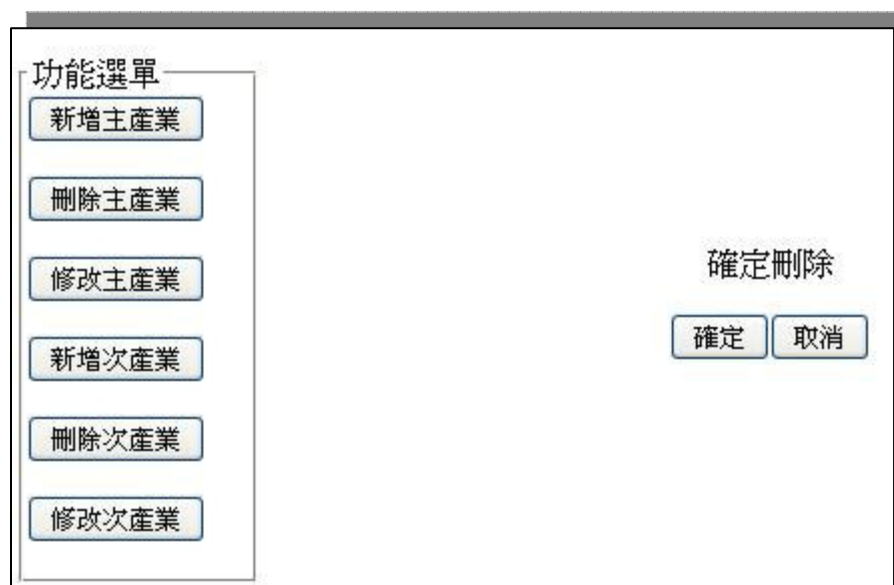 功能選單
新增主產業
刪除主產業
修改主產業
新增次產業
刪除次產業
修改次產業
確定刪除
確定 取消